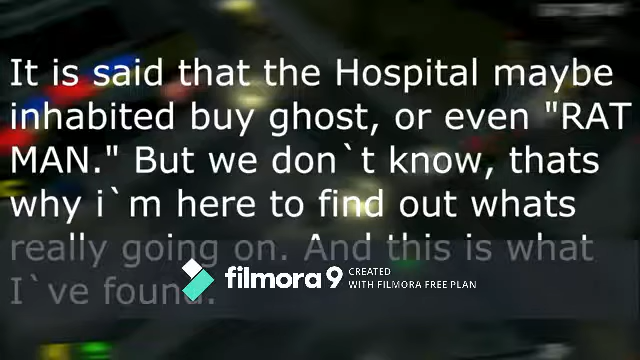 It is said that the Hospital maybe
inhabited buy ghost, or even "RAT
MAN." But we don`t know, thats
why i`m here to find out whats
really going on. And this is what
I`ve found.
filmora 9 CREATED
WITH FILMORA FREE PLAN